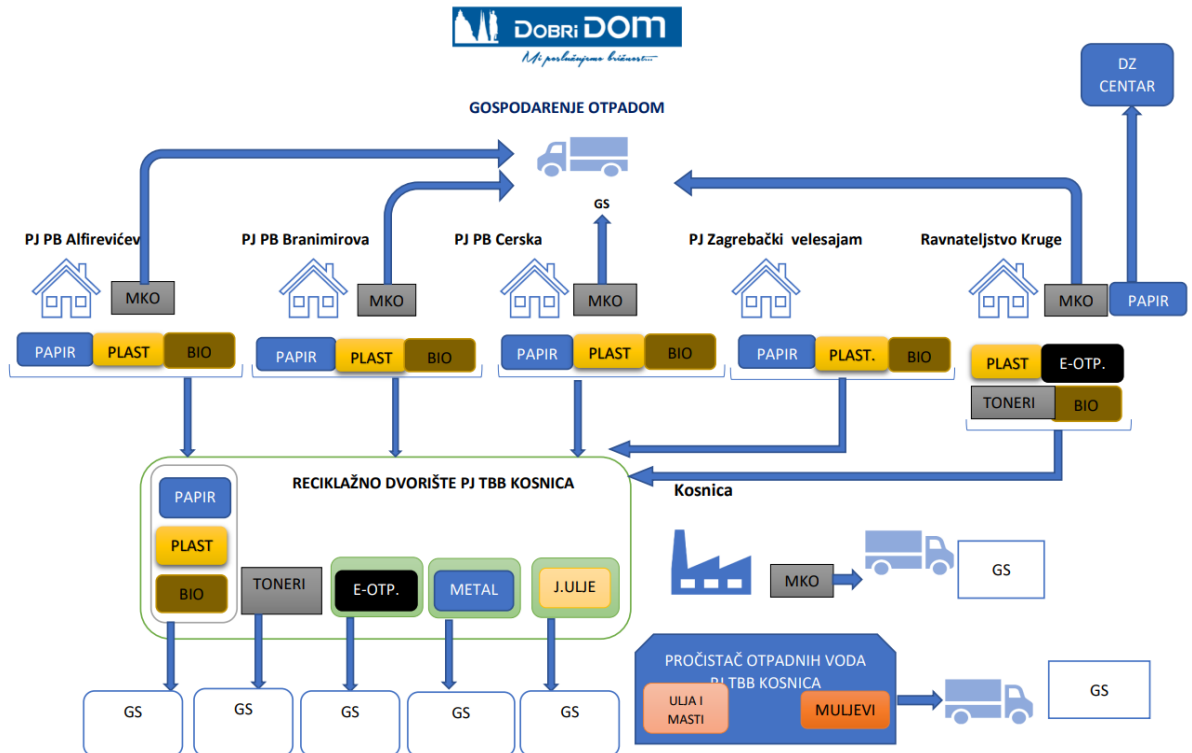 DOBRI DOM
Mi poslužujemo brižnost...
GOSPODARENJE OTPADOM
DZ
CENTAR
GS
PJ PB Alfirevićev
PJ PB Branimirova
PJ PB Cerska
PJ Zagrebački velesajam
Ravnateljstvo Kruge
MKO
MKO
MKO
MKO
PAPIR
PAPIR
PLAST
BIO
PAPIR
PLAST
BIO
PAPIR
PLAST
BIO
PAPIR
PLAST.
BIO
PLAST
E-OTP.
TONERI
BIO
RECIKLAŽNO DVORIŠTE PJ TBB KOSNICA
PAPIR
PLAST
BIO
TONERI
E-OTP.
METAL
J.ULJE
Kosnica
MKO
GS
PROČISTAČ OTPADNIH VODA
PJ TBB KOSNICA
ULJA I
MASTI
MULJEVI
GS
GS
GS
GS
GS
GS